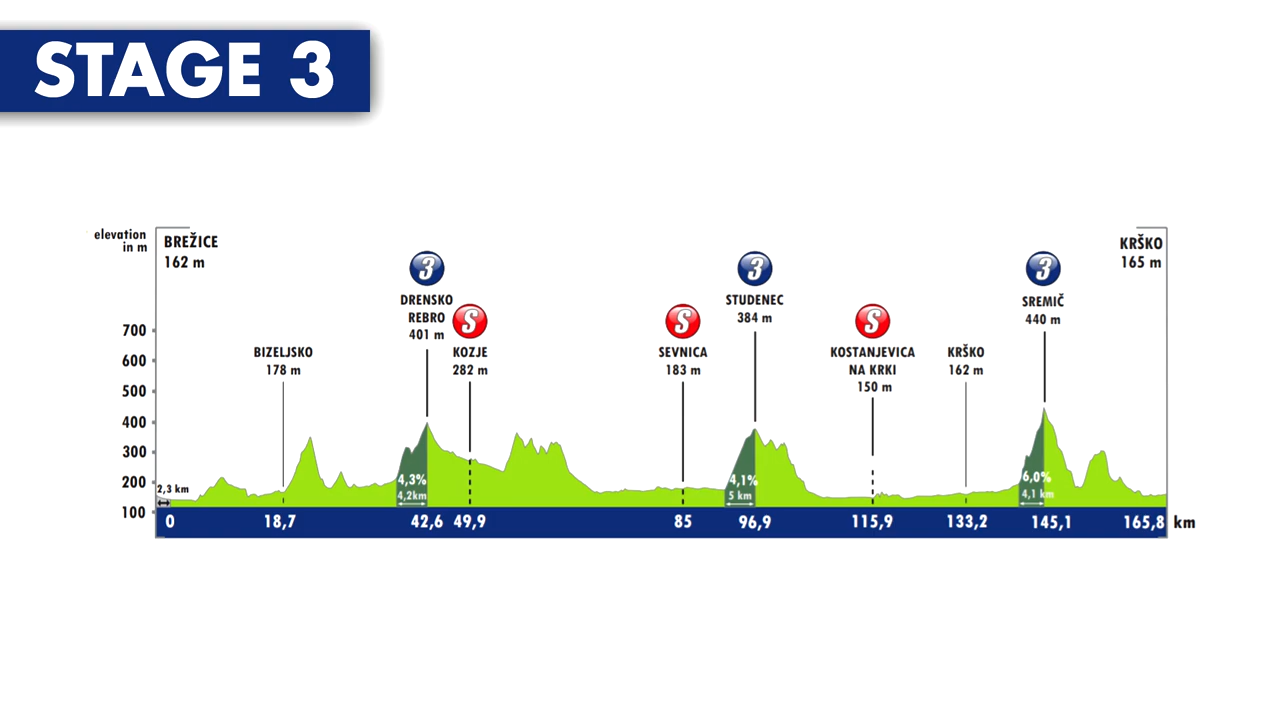 STAGE 3
elevation
in m
BREŽICE
162 m
KRŠKO
165 m
3
3
3
DRENSKO
REBRO
401 m
STUDENEC
384 m
SREMIČ
440 m
S
S
S
BIZELJSKO
178 m
KOZJE
282 m
SEVNICA
183 m
KOSTANJEVICA
NA KRKI
150 m
KRŠKO
162 m
700
600
500
400
300
200
100
2,3 km
4,3%
4,2km
4,1%
5 km
6,0%
4,1 km
0 18,7 42,6 49,9 85 96,9 115,9 133,2 145,1 165,8 km